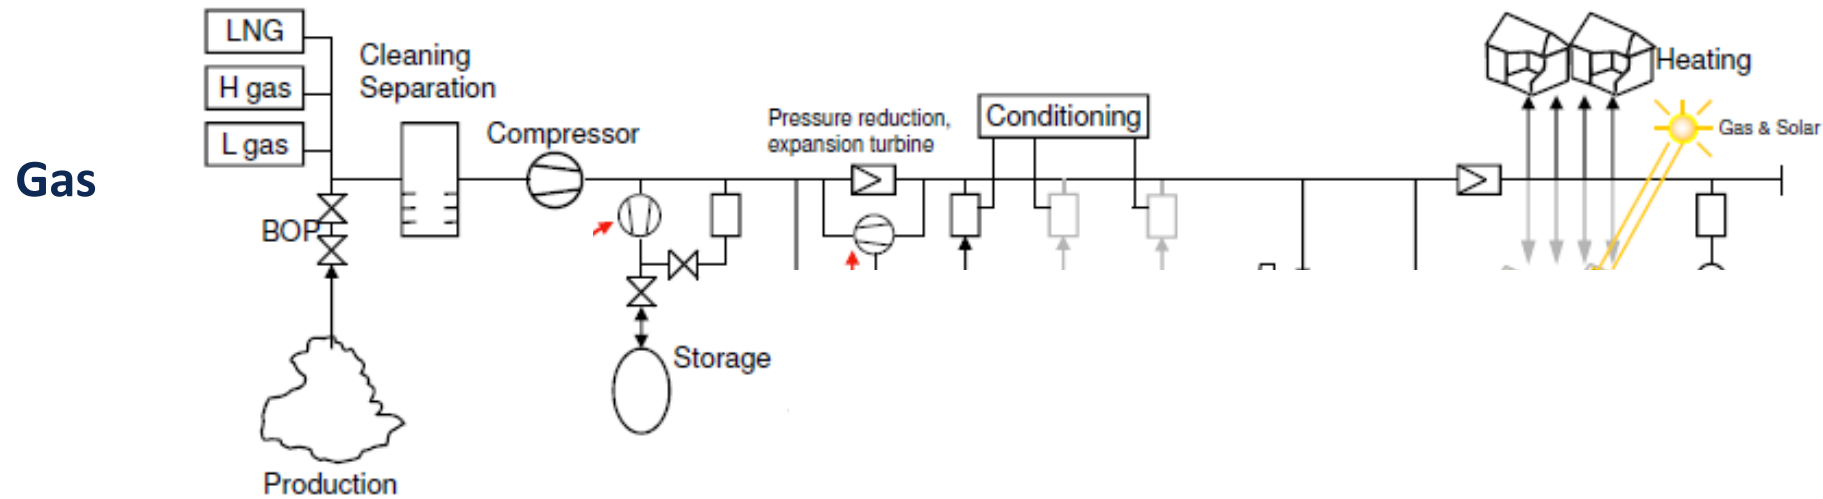 LNG
H gas
L gas
Gas
Cleaning
Separation
Compressor
BOP
Production
Storage
Pressure reduction,
expansion turbine
Conditioning
Heating
Gas & Solar